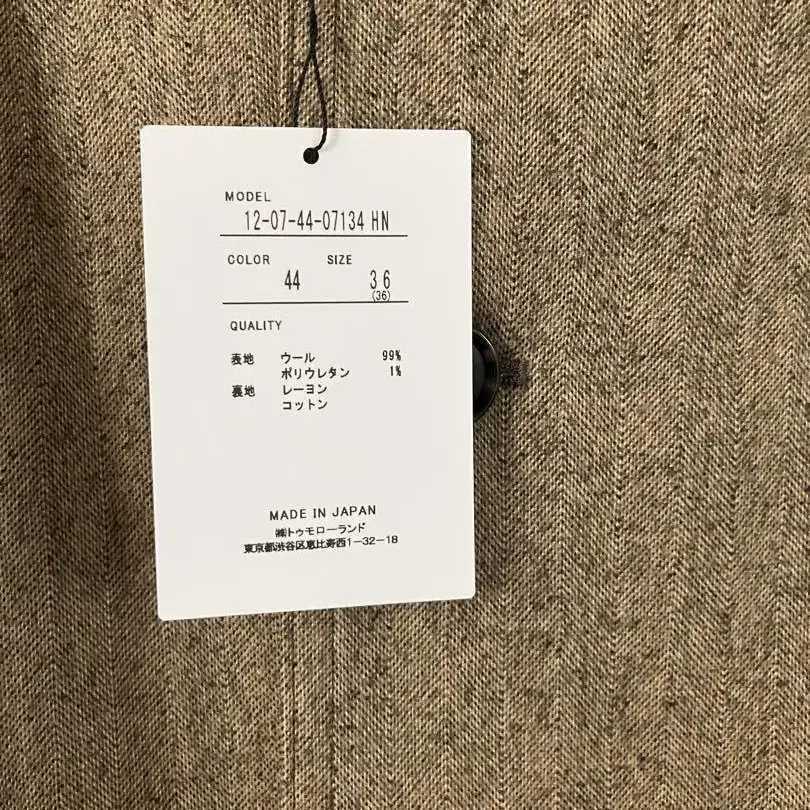 MODEL
12-07-44-07134 HN
COLOR SIZE
44 36
(36)
QUALITY
表地 ウール 99%
ポリウレタン 1%
裏地 レーヨン
コットン
MADE IN JAPAN
㈱トゥモローランド
東京都渋谷区恵比寿西1-32-18